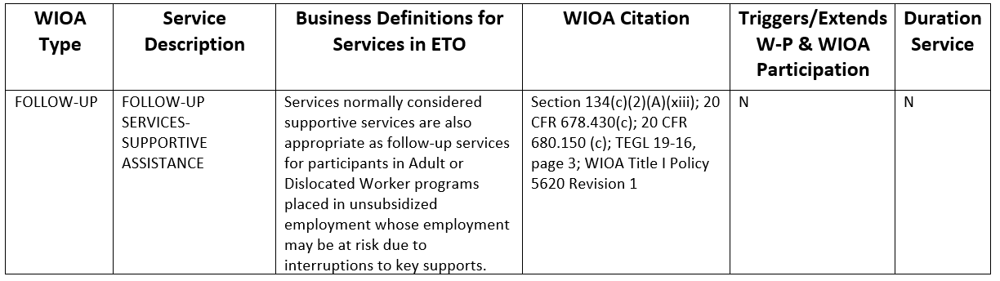 WIOA Type
Service Description
Business Definitions for Services in ETO
WIOA Citation
Triggers/Extends W-P & WIOA Participation
Duration Service
FOLLOW-UP
FOLLOW-UP
SERVICES-
SUPPORTIVE
ASSISTANCE
Services normally considered
supportive services are also
appropriate as follow-up services
for participants in Adult or
Dislocated Worker programs
placed in unsubsidized
employment whose employment
may be at risk due to
interruptions to key supports.
Section 134(c)(2)(A)(xiii); 20
CFR 678.430(c); 20 CFR
680.150 (c); TEGL 19-16,
page 3; WIOA Title I Policy
5620 Revision 1
N
N